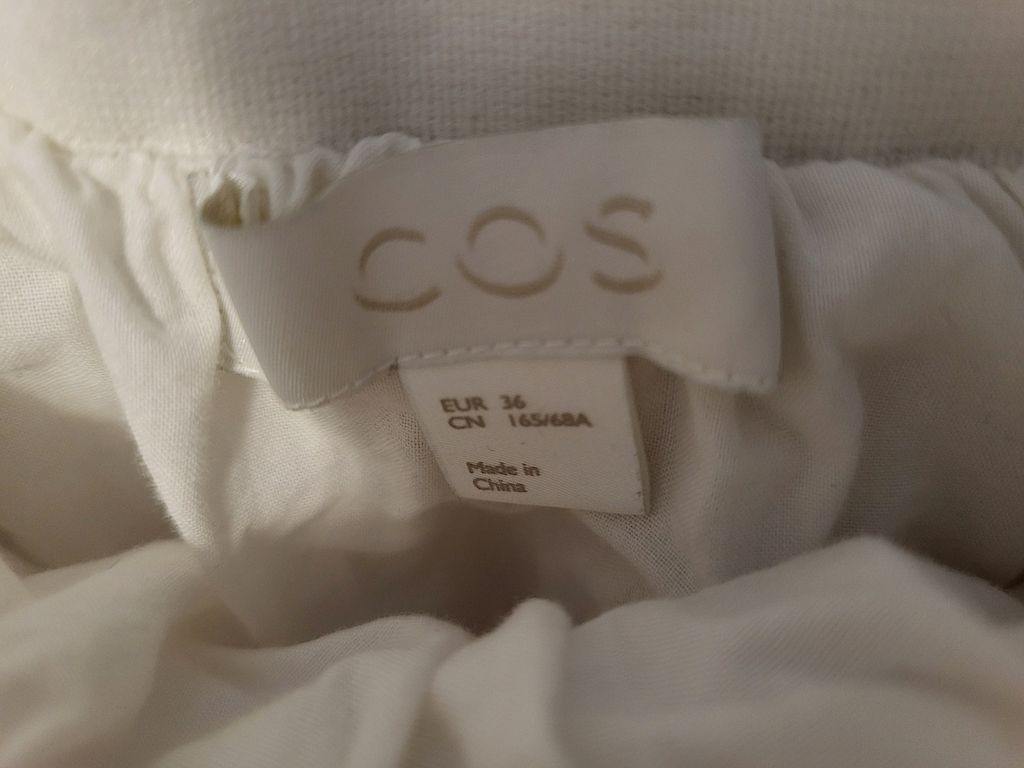 COS
EUR 36
CN 165/68A
Made in
China